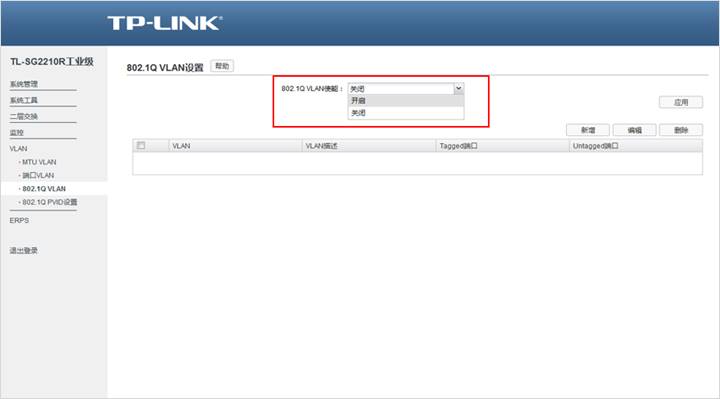 TP-LINK®
TL-SG2210R工业级
系统管理
系统工具
二层交换
监控
VLAN
· MTU VLAN
· 端口VLAN
· 802.1Q VLAN
· 802.1Q PVID设置
ERPS
退出登录
802.1Q VLAN设置 帮助
802.1Q VLAN使能： 关闭
开启
关闭
应用
新增 编辑 删除
VLAN VLAN描述 Tagged端口 Untagged端口